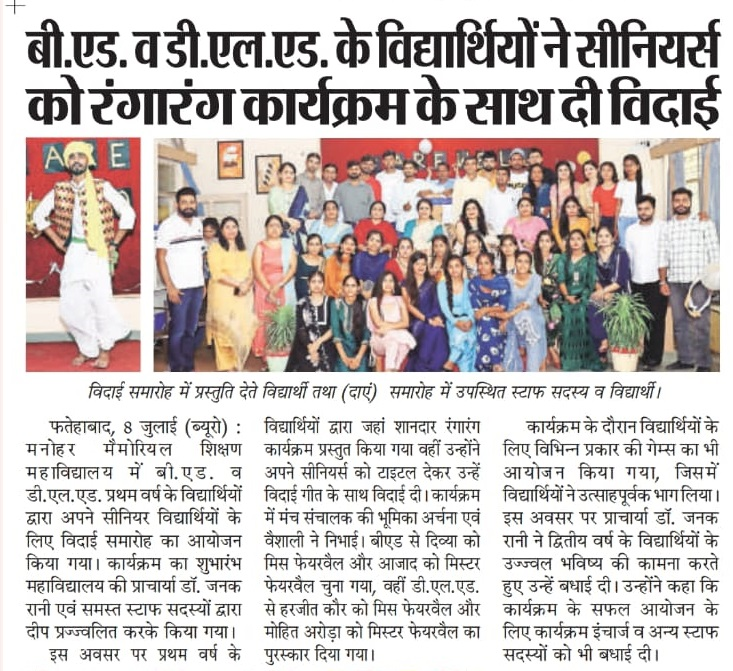 बी.एड. व डी.एल.एड. के विद्यार्थियों ने सीनियर्स
को रंगारंग कार्यक्रम के साथ दी विदाई
A R E
A R E W E L L
विदाई समारोह में प्रस्तुति देते विद्यार्थी तथा (दाएं) समारोह में उपस्थित स्टाफ सदस्य व विद्यार्थी।
फतेहाबाद, 8 जुलाई (ब्यूरो) :
मनोहर मैमोरियल शिक्षण
महाविद्यालय में बी.एड. व
डी.एल.एड. प्रथम वर्ष के विद्यार्थियों
द्वारा अपने सीनियर विद्यार्थियों के
लिए विदाई समारोह का आयोजन
किया गया। कार्यक्रम का शुभारंभ
महाविद्यालय की प्राचार्या डॉ. जनक
रानी एवं समस्त स्टाफ सदस्यों द्वारा
दीप प्रज्ज्वलित करके किया गया।
इस अवसर पर प्रथम वर्ष के
विद्यार्थियों द्वारा जहां शानदार रंगारंग
कार्यक्रम प्रस्तुत किया गया वहीं उन्होंने
अपने सीनियर्स को टाइटल देकर उन्हें
विदाई गीत के साथ विदाई दी। कार्यक्रम
में मंच संचालक की भूमिका अर्चना एवं
वैशाली ने निभाई। बीएड से दिव्या को
मिस फेयरवैल और आजाद को मिस्टर
फेयरवैल चुना गया, वहीं डी.एल.एड.
से हरजीत कौर को मिस फेयरवैल और
मोहित अरोड़ा को मिस्टर फेयरवैल का
पुरस्कार दिया गया।
कार्यक्रम के दौरान विद्यार्थियों के
लिए विभिन्न प्रकार की गेम्स का भी
आयोजन किया गया, जिसमें
विद्यार्थियों ने उत्साहपूर्वक भाग लिया।
इस अवसर पर प्राचार्या डॉ. जनक
रानी ने द्वितीय वर्ष के विद्यार्थियों के
उज्ज्वल भविष्य की कामना करते
हुए उन्हें बधाई दी। उन्होंने कहा कि
कार्यक्रम के सफल आयोजन के
लिए कार्यक्रम इंचार्ज व अन्य स्टाफ
सदस्यों को भी बधाई दी।